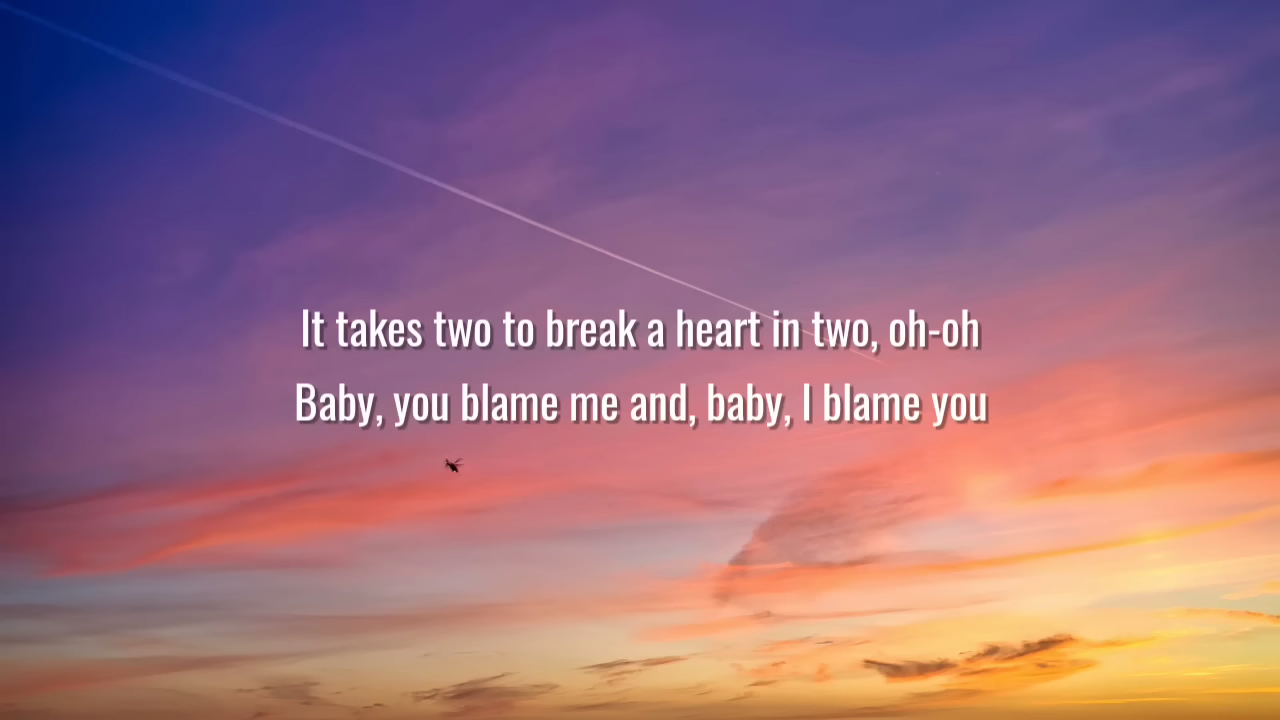 It takes two to break a heart in two, oh-oh
Baby, you blame me and, baby, I blame you